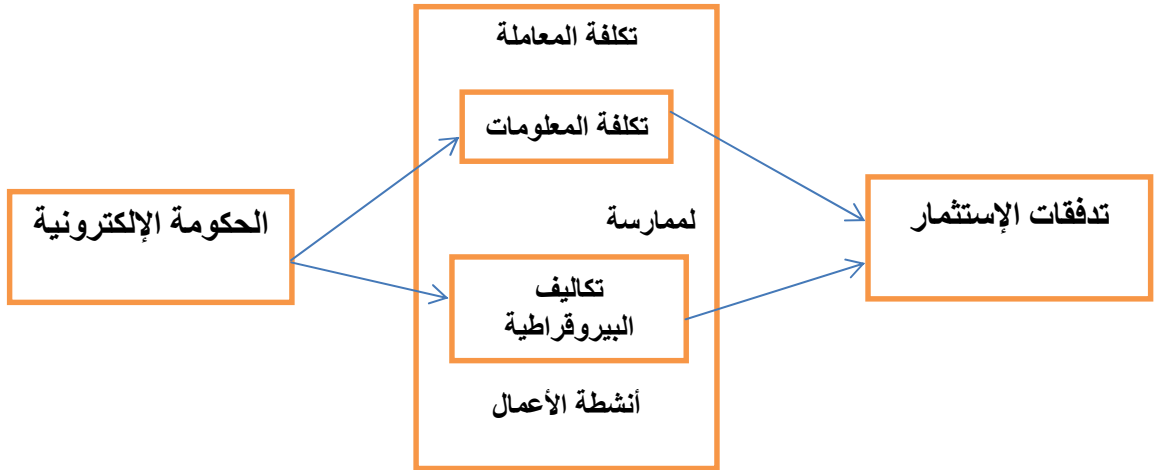 تكلفة المعاملة
تكلفة المعلومات
الحكومة الإلكترونية
لممارسة
تدفقات الإستثمار
تكاليف
البيروقراطية
أنشطة الأعمال